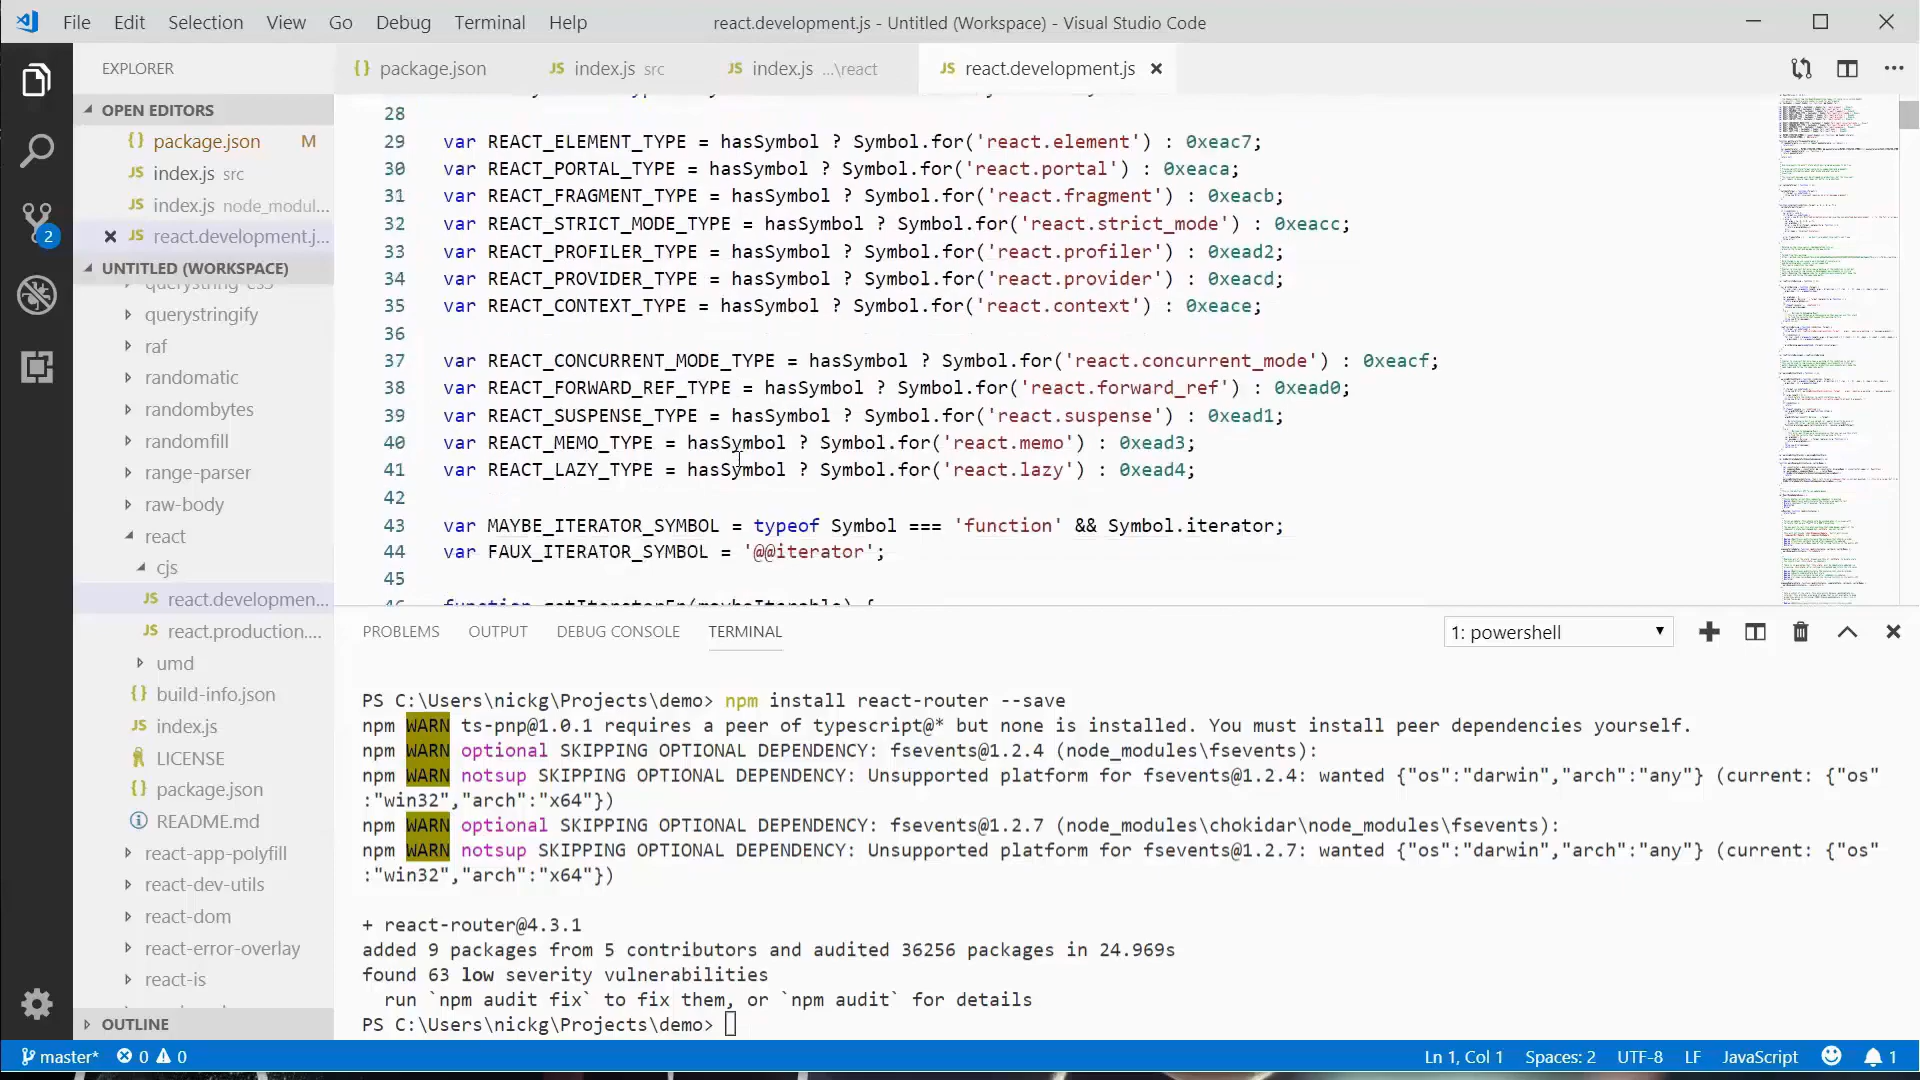 File Edit Selection View Go Debug Terminal Help
react.development.js - Untitled (Workspace) - Visual Studio Code
EXPLORER
{} package.json
JS index.js src
JS index.js ...\react
JS react.development.js
OPEN EDITORS
{} package.json M
JS index.js src
JS index.js node_modul...
JS react.development.j...
2
UNTITLED (WORKSPACE)
querystring-es3
querystringify
raf
randomatic
randombytes
randomfill
range-parser
raw-body
react
cjs
JS react.developmen...
JS react.production....
umd
{} build-info.json
JS index.js
LICENSE
{} package.json
README.md
react-app-polyfill
react-dev-utils
react-dom
react-error-overlay
react-is
OUTLINE
28
29 var REACT_ELEMENT_TYPE = hasSymbol ? Symbol.for('react.element') : 0xeac7;
30 var REACT_PORTAL_TYPE = hasSymbol ? Symbol.for('react.portal') : 0xeaca;
31 var REACT_FRAGMENT_TYPE = hasSymbol ? Symbol.for('react.fragment') : 0xeacb;
32 var REACT_STRICT_MODE_TYPE = hasSymbol ? Symbol.for('react.strict_mode') : 0xeacc;
33 var REACT_PROFILER_TYPE = hasSymbol ? Symbol.for('react.profiler') : 0xead2;
34 var REACT_PROVIDER_TYPE = hasSymbol ? Symbol.for('react.provider') : 0xeacd;
35 var REACT_CONTEXT_TYPE = hasSymbol ? Symbol.for('react.context') : 0xeace;
36
37 var REACT_CONCURRENT_MODE_TYPE = hasSymbol ? Symbol.for('react.concurrent_mode') : 0xeacf;
38 var REACT_FORWARD_REF_TYPE = hasSymbol ? Symbol.for('react.forward_ref') : 0xead0;
39 var REACT_SUSPENSE_TYPE = hasSymbol ? Symbol.for('react.suspense') : 0xead1;
40 var REACT_MEMO_TYPE = hasSymbol ? Symbol.for('react.memo') : 0xead3;
41 var REACT_LAZY_TYPE = hasSymbol ? Symbol.for('react.lazy') : 0xead4;
42
43 var MAYBE_ITERATOR_SYMBOL = typeof Symbol === 'function' && Symbol.iterator;
44 var FAUX_ITERATOR_SYMBOL = '@@iterator';
45
46 function getIteratorFn(maybeIterable) {
PROBLEMS OUTPUT DEBUG CONSOLE TERMINAL
1: powershell
PS C:\Users\nickg\Projects\demo> npm install react-router --save
npm WARN ts-pnp@1.0.1 requires a peer of typescript@* but none is installed. You must install peer dependencies yourself.
npm WARN optional SKIPPING OPTIONAL DEPENDENCY: fsevents@1.2.4 (node_modules\fsevents):
npm WARN notsup SKIPPING OPTIONAL DEPENDENCY: Unsupported platform for fsevents@1.2.4: wanted {"os":"darwin","arch":"any"} (current: {"os"
:"win32","arch":"x64"})
npm WARN optional SKIPPING OPTIONAL DEPENDENCY: fsevents@1.2.7 (node_modules\chokidar\node_modules\fsevents):
npm WARN notsup SKIPPING OPTIONAL DEPENDENCY: Unsupported platform for fsevents@1.2.7: wanted {"os":"darwin","arch":"any"} (current: {"os"
:"win32","arch":"x64"})
+ react-router@4.3.1
added 9 packages from 5 contributors and audited 36256 packages in 24.969s
found 63 low severity vulnerabilities
run `npm audit fix` to fix them, or `npm audit` for details
PS C:\Users\nickg\Projects\demo>
master* 0 0
Ln 1, Col 1 Spaces: 2 UTF-8 LF JavaScript 1